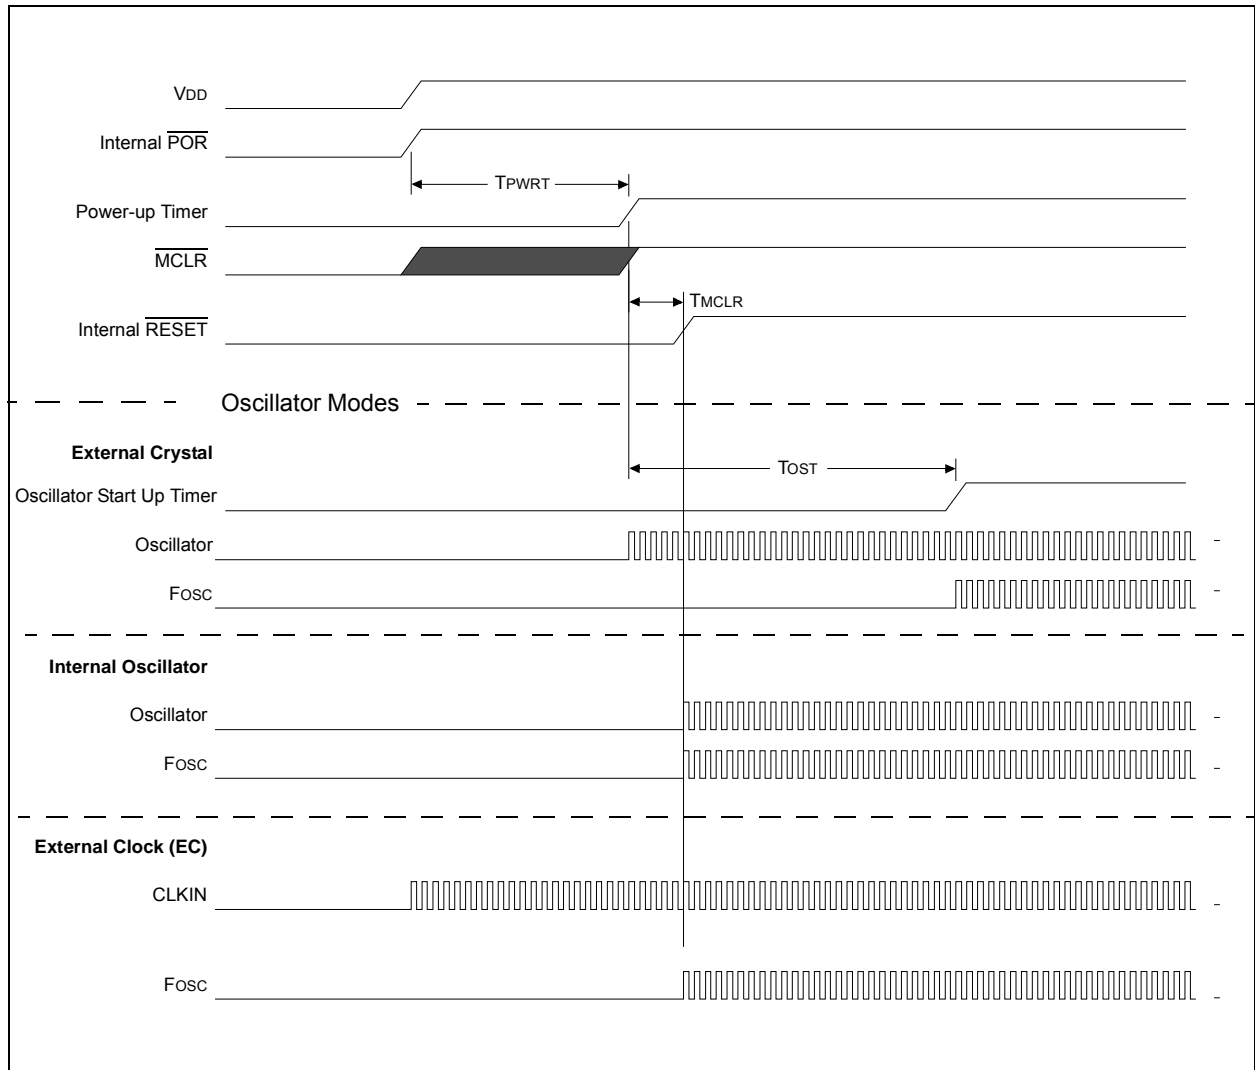 VDD
Internal POR
TPWRT
Power-up Timer
MCLR
TMCLR
Internal RESET
Oscillator Modes
External Crystal
TOST
Oscillator Start Up Timer
Oscillator
FOSC
Internal Oscillator
Oscillator
FOSC
External Clock (EC)
CLKIN
FOSC